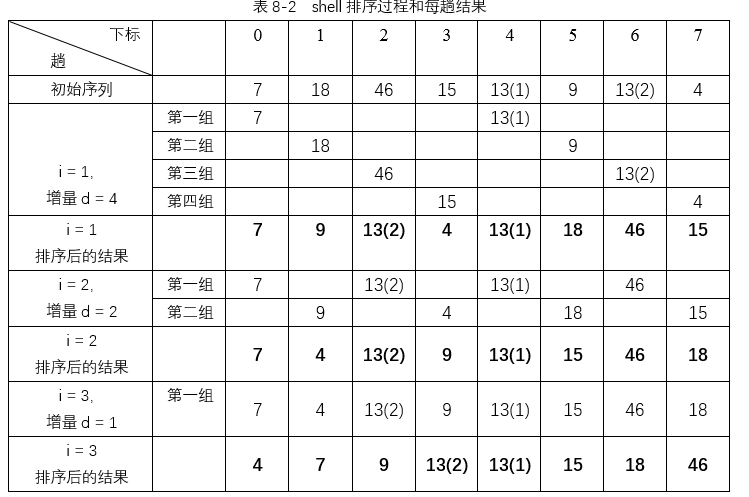 表 8-2 shell 排序过程和每趟结果
下标 0 1 2 3 4 5 6 7
趟
初始序列 7 18 46 15 13(1) 9 13(2) 4
第一组 7 13(1)
第二组 18 9
i = 1, 第三组 46 13(2)
增量 d = 4 第四组 15 4
i = 1 7 9 13(2) 4 13(1) 18 46 15
排序后的结果
i = 2, 第一组 7 13(2) 13(1) 46
增量 d = 2 第二组 9 4 18 15
i = 2
排序后的结果 7 4 13(2) 9 13(1) 15 46 18
i = 3, 第一组
增量 d = 1 7 4 13(2) 9 13(1) 15 46 18
i = 3
排序后的结果 4 7 9 13(2) 13(1) 15 18 46